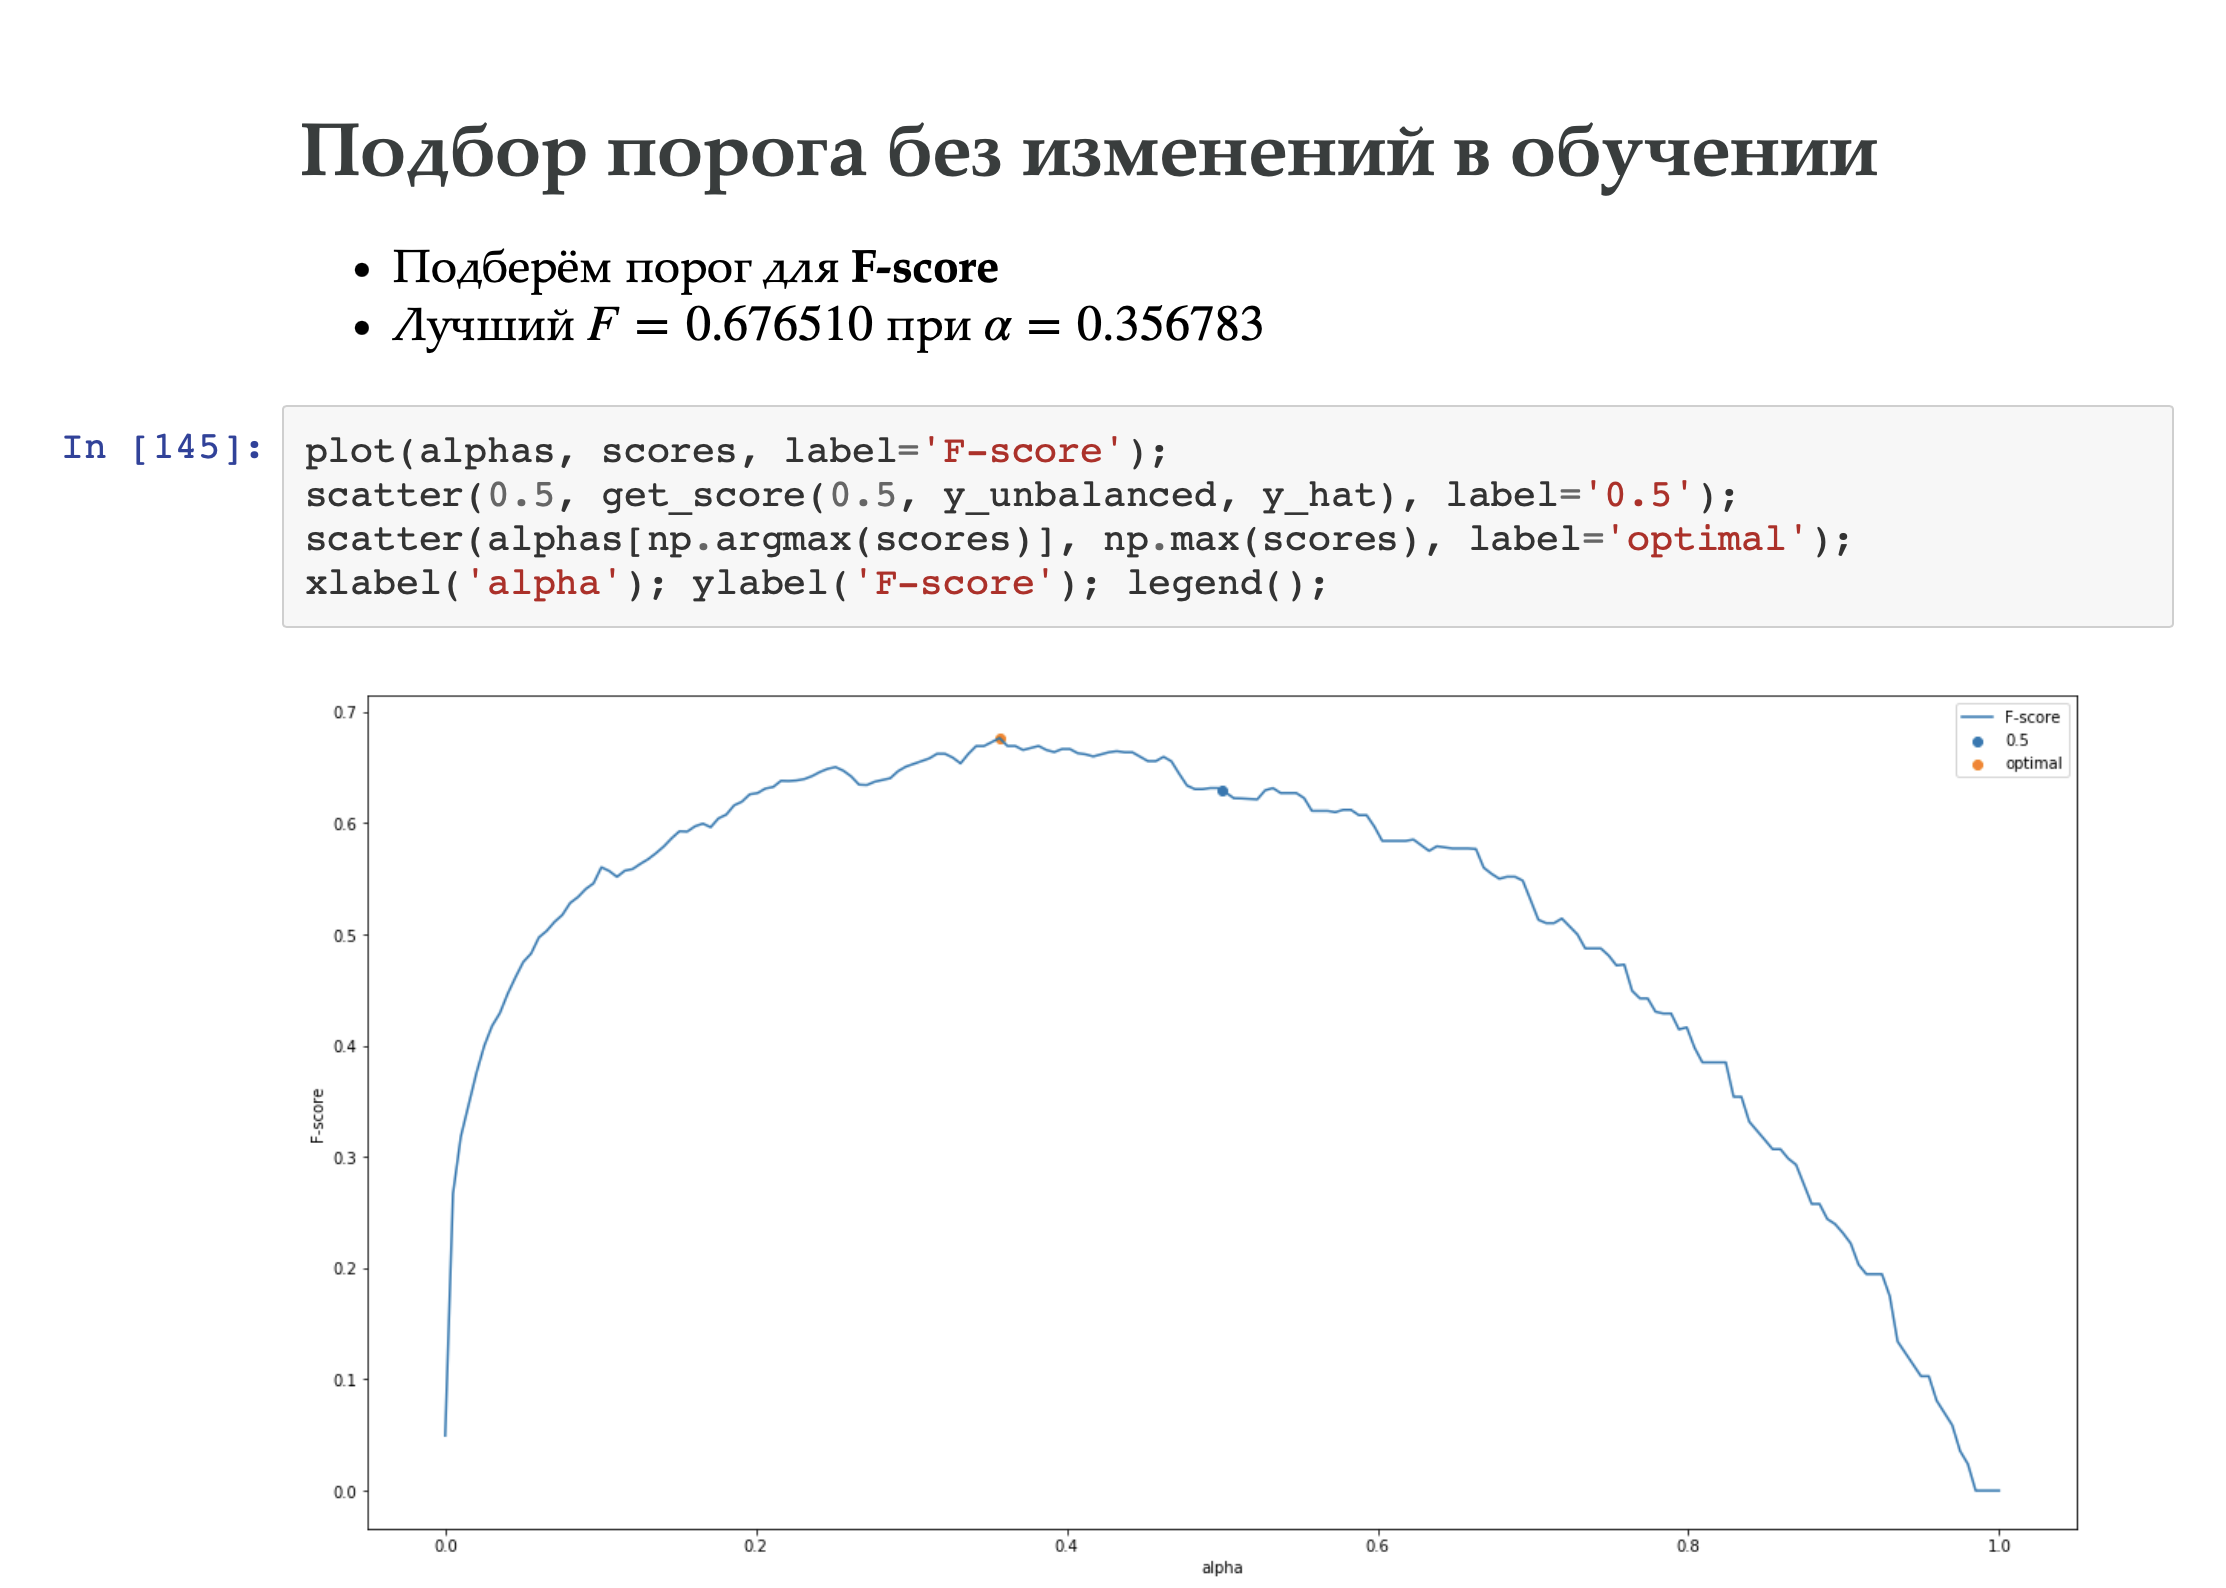 Подбор порога без изменений в обучении
• Подберём порог для F-score
• Лучший F = 0.676510 при α = 0.356783
In [145]:
plot(alphas, scores, label='F-score');
scatter(0.5, get_score(0.5, y_unbalanced, y_hat), label='0.5');
scatter(alphas[np.argmax(scores)], np.max(scores), label='optimal');
xlabel('alpha'); ylabel('F-score'); legend();
F-score
0.5
optimal
0.7
0.6
0.5
0.4
0.3
0.2
0.1
0.0
F-score
0.0 0.2 0.4 0.6 0.8 1.0
alpha